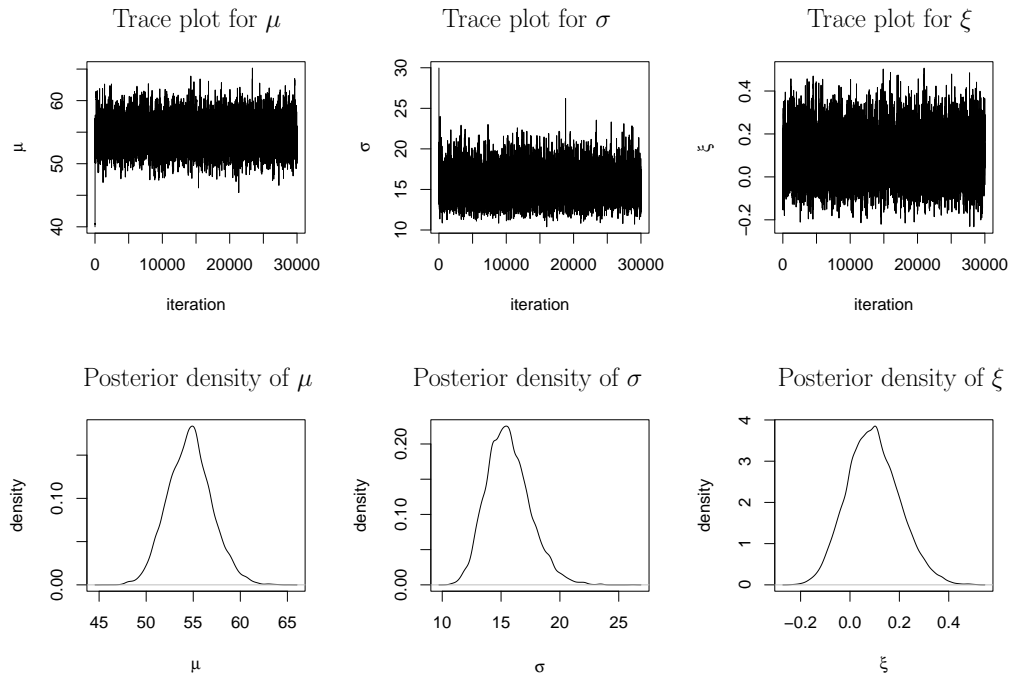 Trace plot for μ
Trace plot for σ
Trace plot for ξ
μ
40
50
60
0
10000
20000
30000
iteration
σ
10
15
20
25
30
0
10000
20000
30000
iteration
ξ
−0.2
0.0
0.2
0.4
0
10000
20000
30000
iteration
Posterior density of μ
Posterior density of σ
Posterior density of ξ
density
0.00
0.10
45
50
55
60
65
μ
density
0.00
0.10
0.20
10
15
20
25
σ
density
0
1
2
3
4
−0.2
0.0
0.2
0.4
ξ